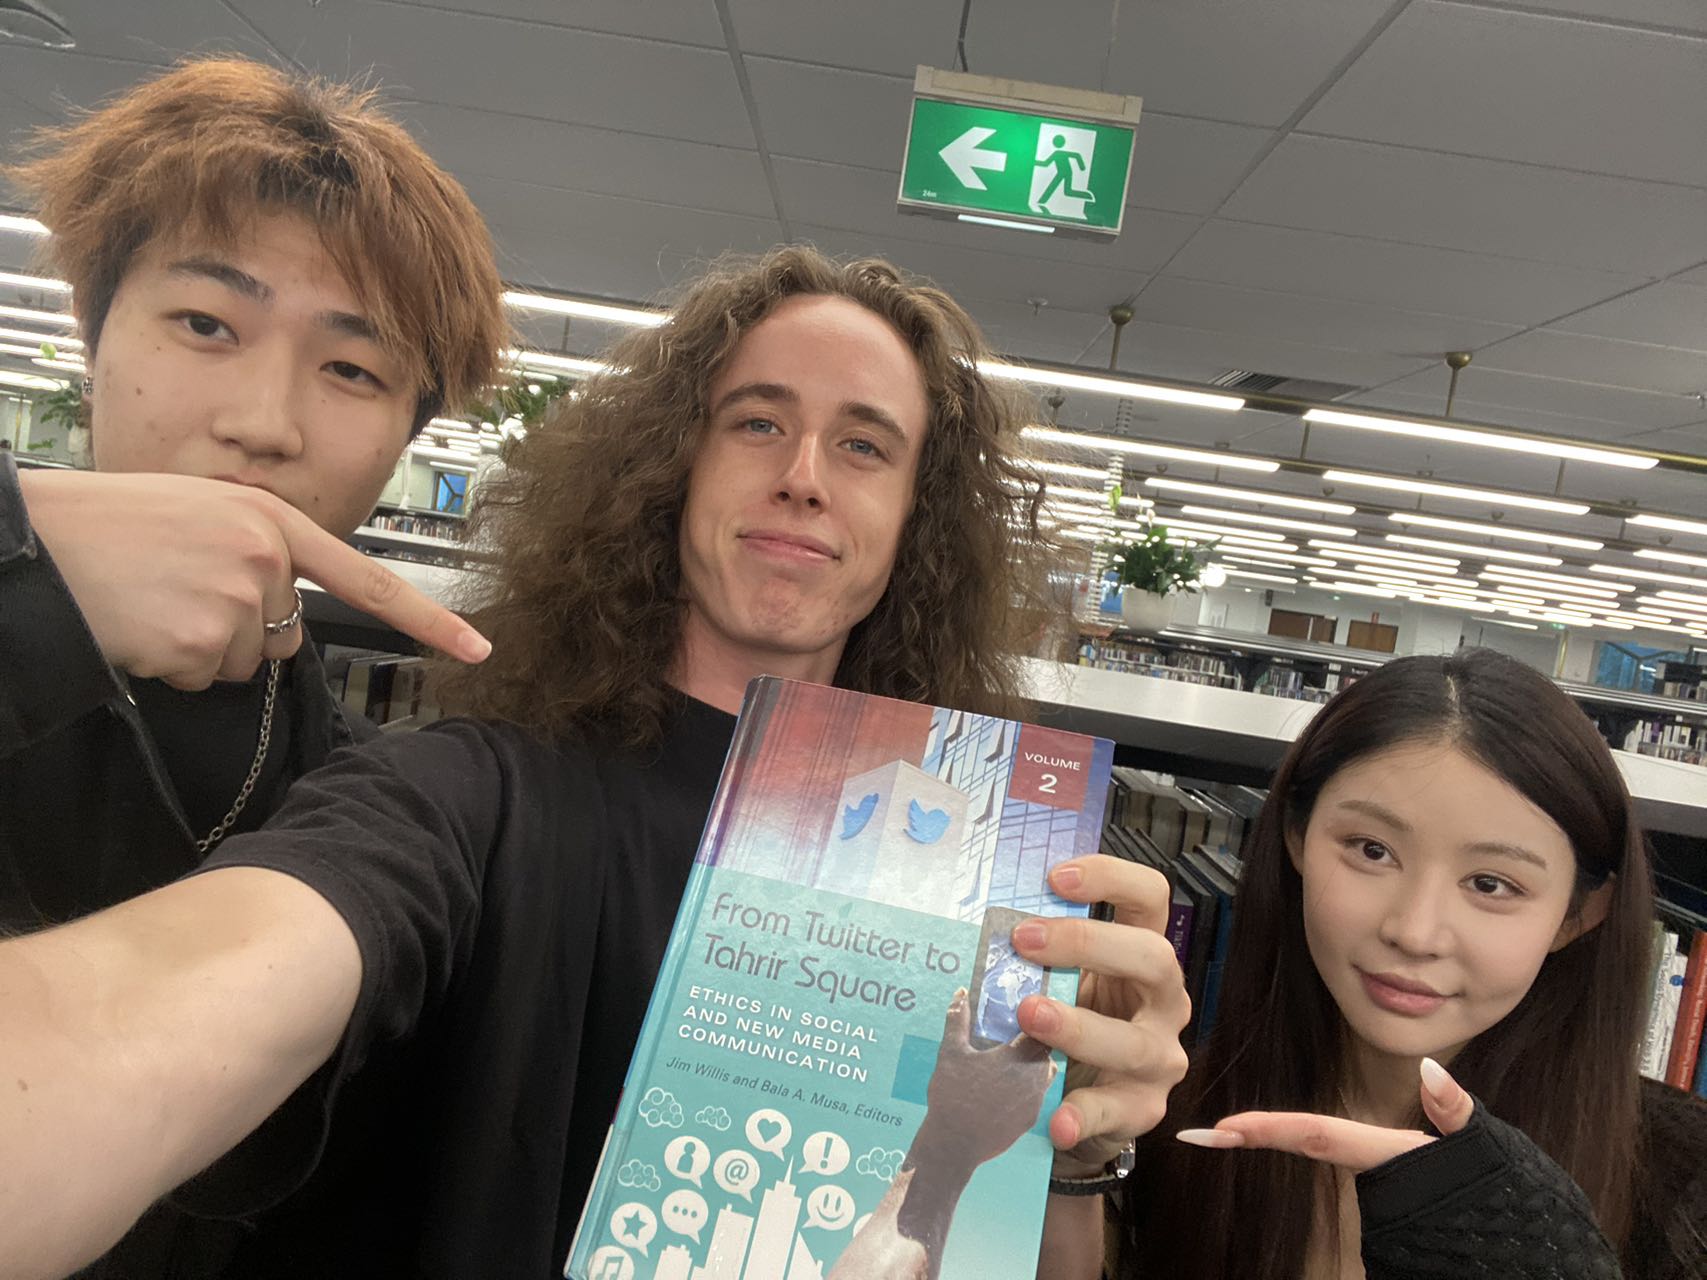 24m
VOLUME
2
From Twitter to
Tahrir Square
ETHICS IN SOCIAL
AND NEW MEDIA
COMMUNICATION
Jim Willis and Bala A. Musa, Editors